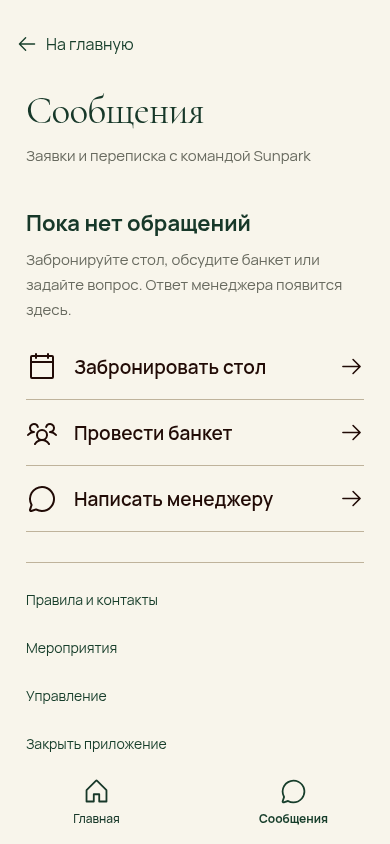 На главную
Сообщения
Заявки и переписка с командой Sunpark
Пока нет обращений
Забронируйте стол, обсудите банкет или
задайте вопрос. Ответ менеджера появится
здесь.
Забронировать стол
Провести банкет
Написать менеджеру
Правила и контакты
Мероприятия
Управление
Закрыть приложение
Главная
Сообщения